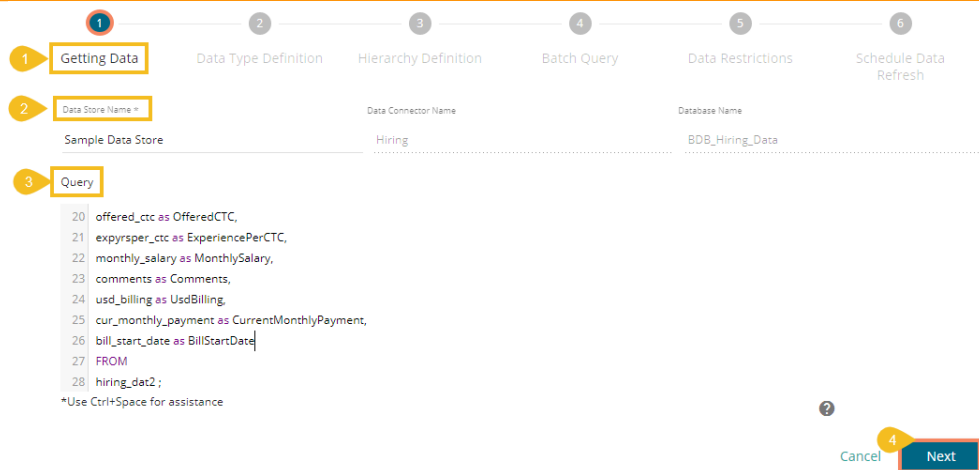 1 2 3 4 5 6
1 Getting Data Data Type Definition Hierarchy Definition Batch Query Data Restrictions Schedule Data
Refresh
2 Data Store Name * Data Connector Name Database Name
Sample Data Store Hiring BDB_Hiring_Data
3 Query
20 offered_ctc as OfferedCTC,
21 expyrsper_ctc as ExperiencePerCTC,
22 monthly_salary as MonthlySalary,
23 comments as Comments,
24 usd_billing as UsdBilling,
25 cur_monthly_payment as CurrentMonthlyPayment,
26 bill_start_date as BillStartDate
27 FROM
28 hiring_dat2 ;
*Use Ctrl+Space for assistance
?
4
Cancel Next